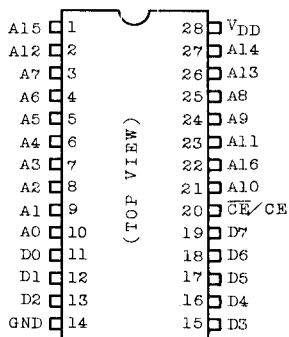 A15 1 28 VDD
A12 2 27 A14
A7 3 26 A13
A6 4 25 A8
A5 5 24 A9
A4 6 23 A11
A3 7 22 A16
A2 8 21 A10
A1 9 20 C̅E̅/CE
A0 10 19 D7
D0 11 18 D6
D1 12 17 D5
D2 13 16 D4
GND 14 15 D3
(TOP VIEW)